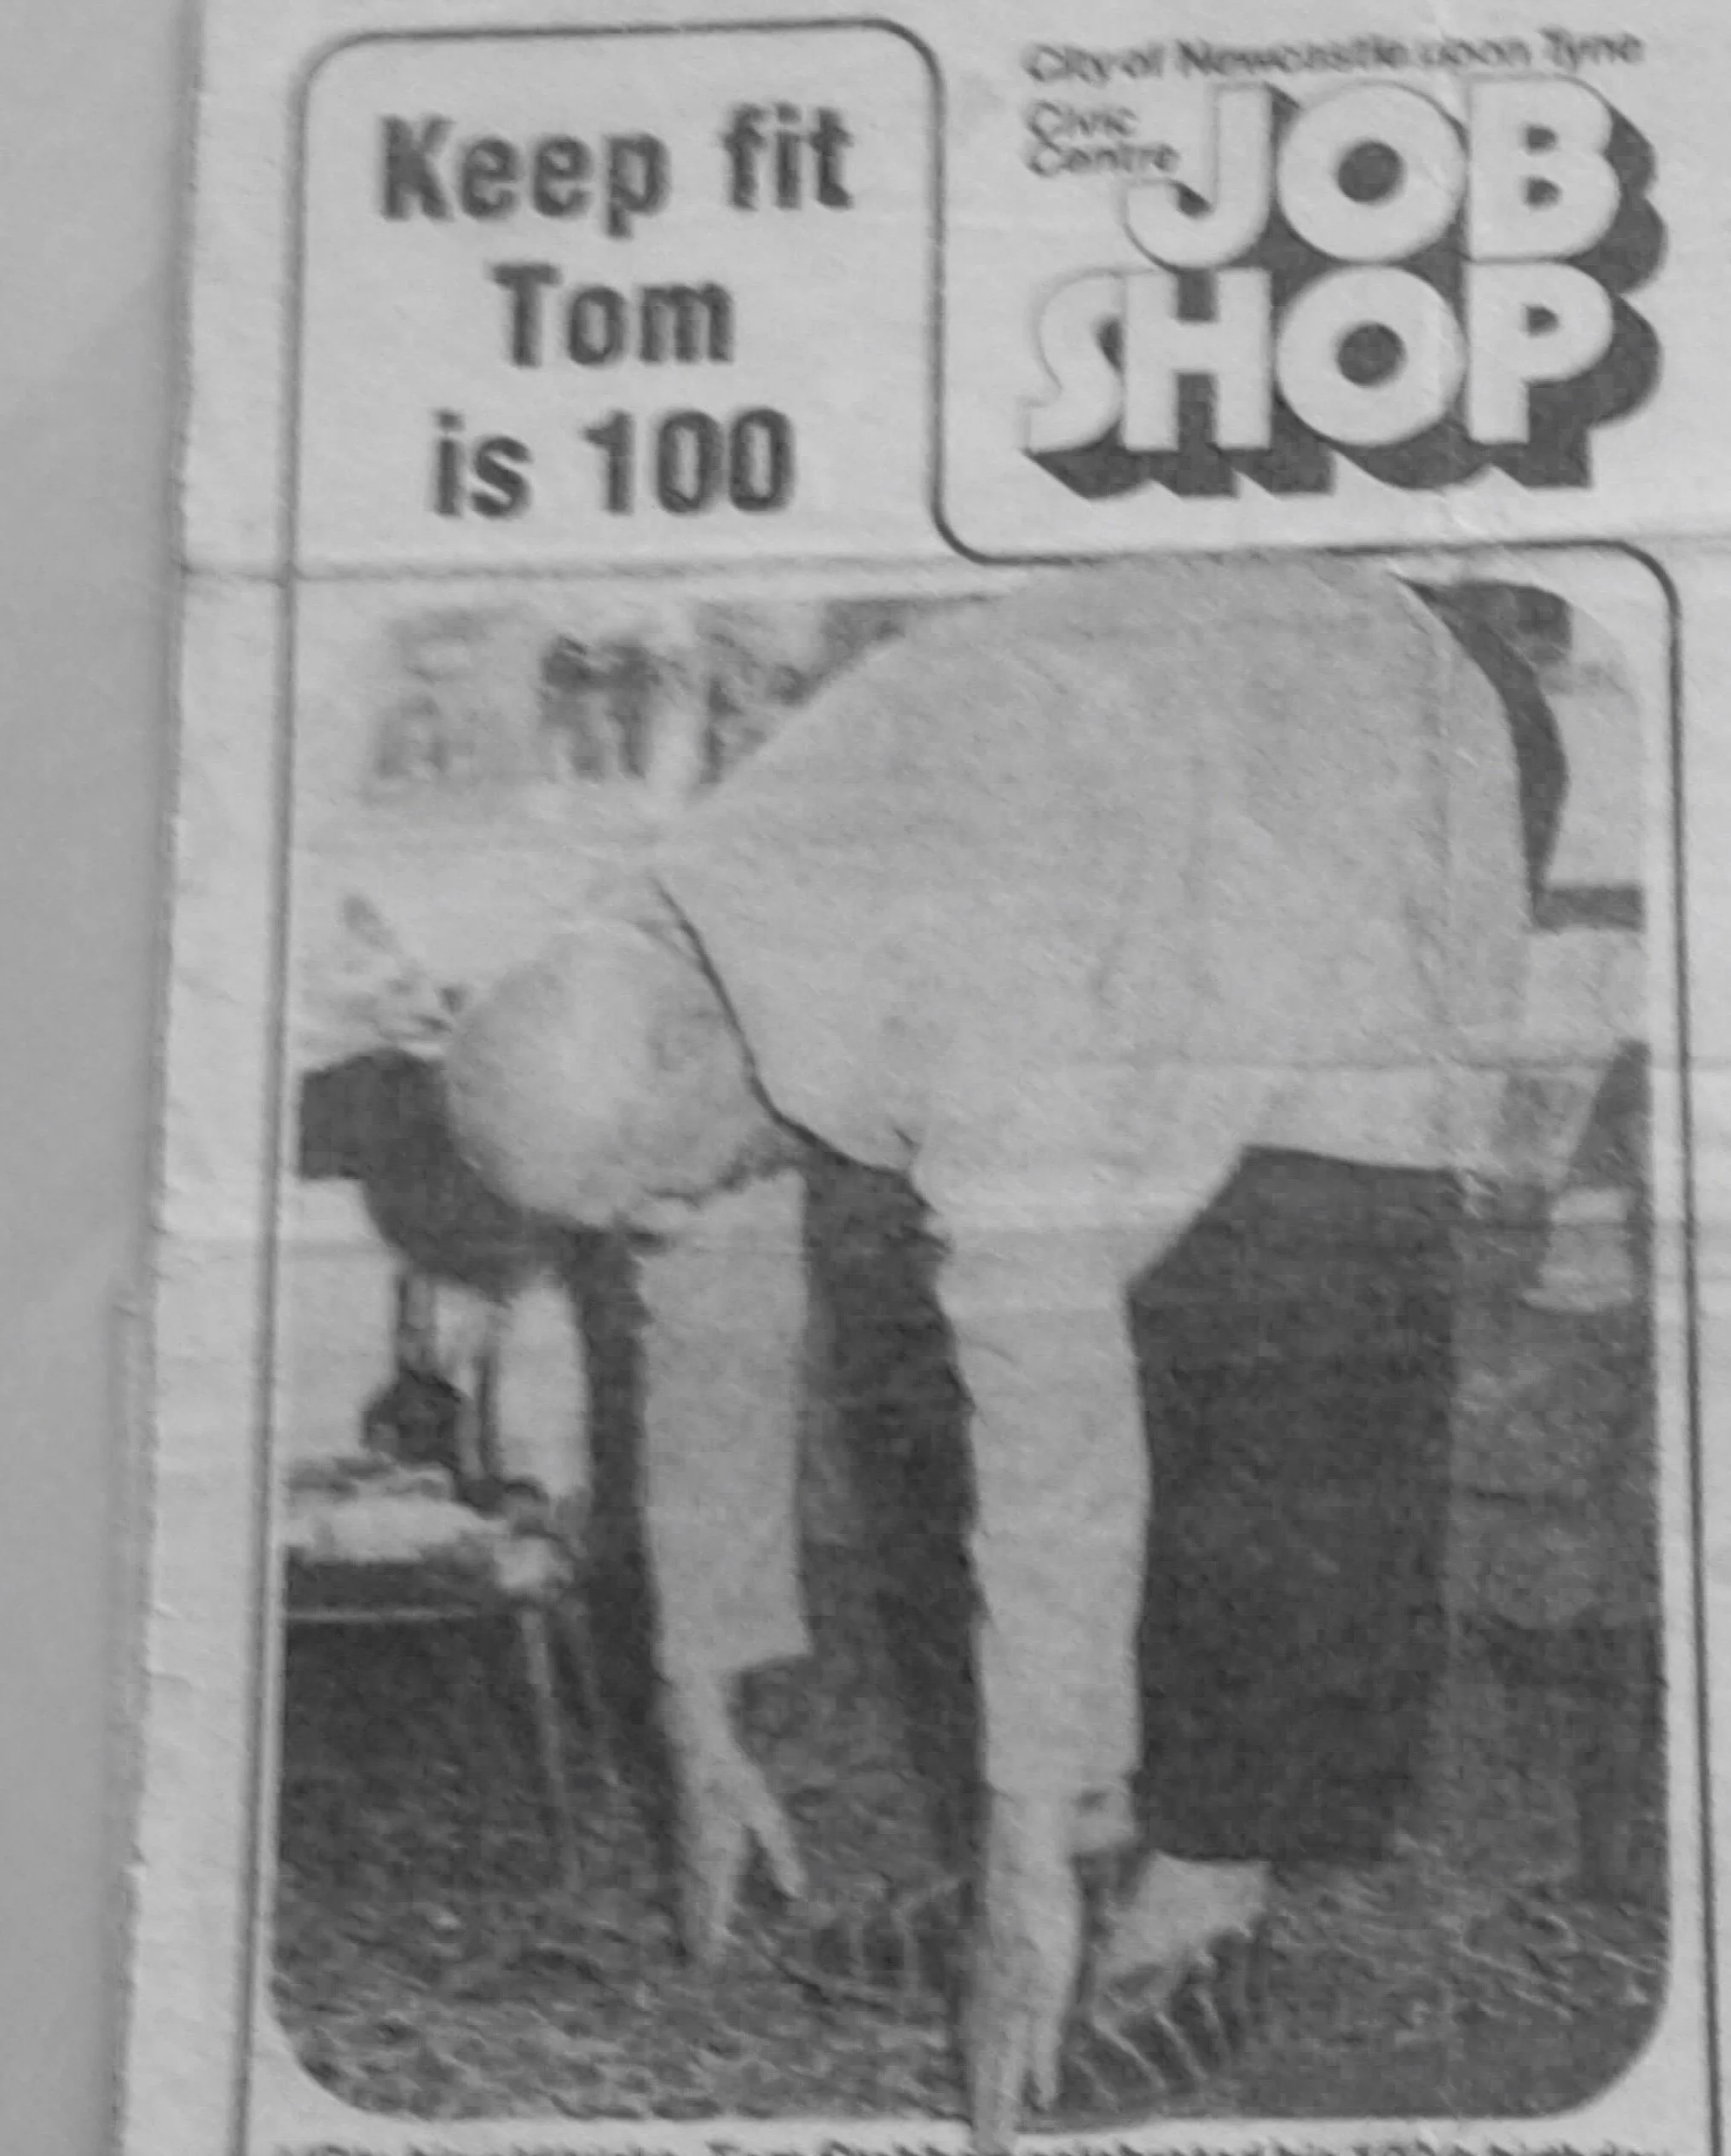 Keep fit
Tom
is 100
City of Newcastle upon Tyne
Civic
Centre
JOB
SHOP